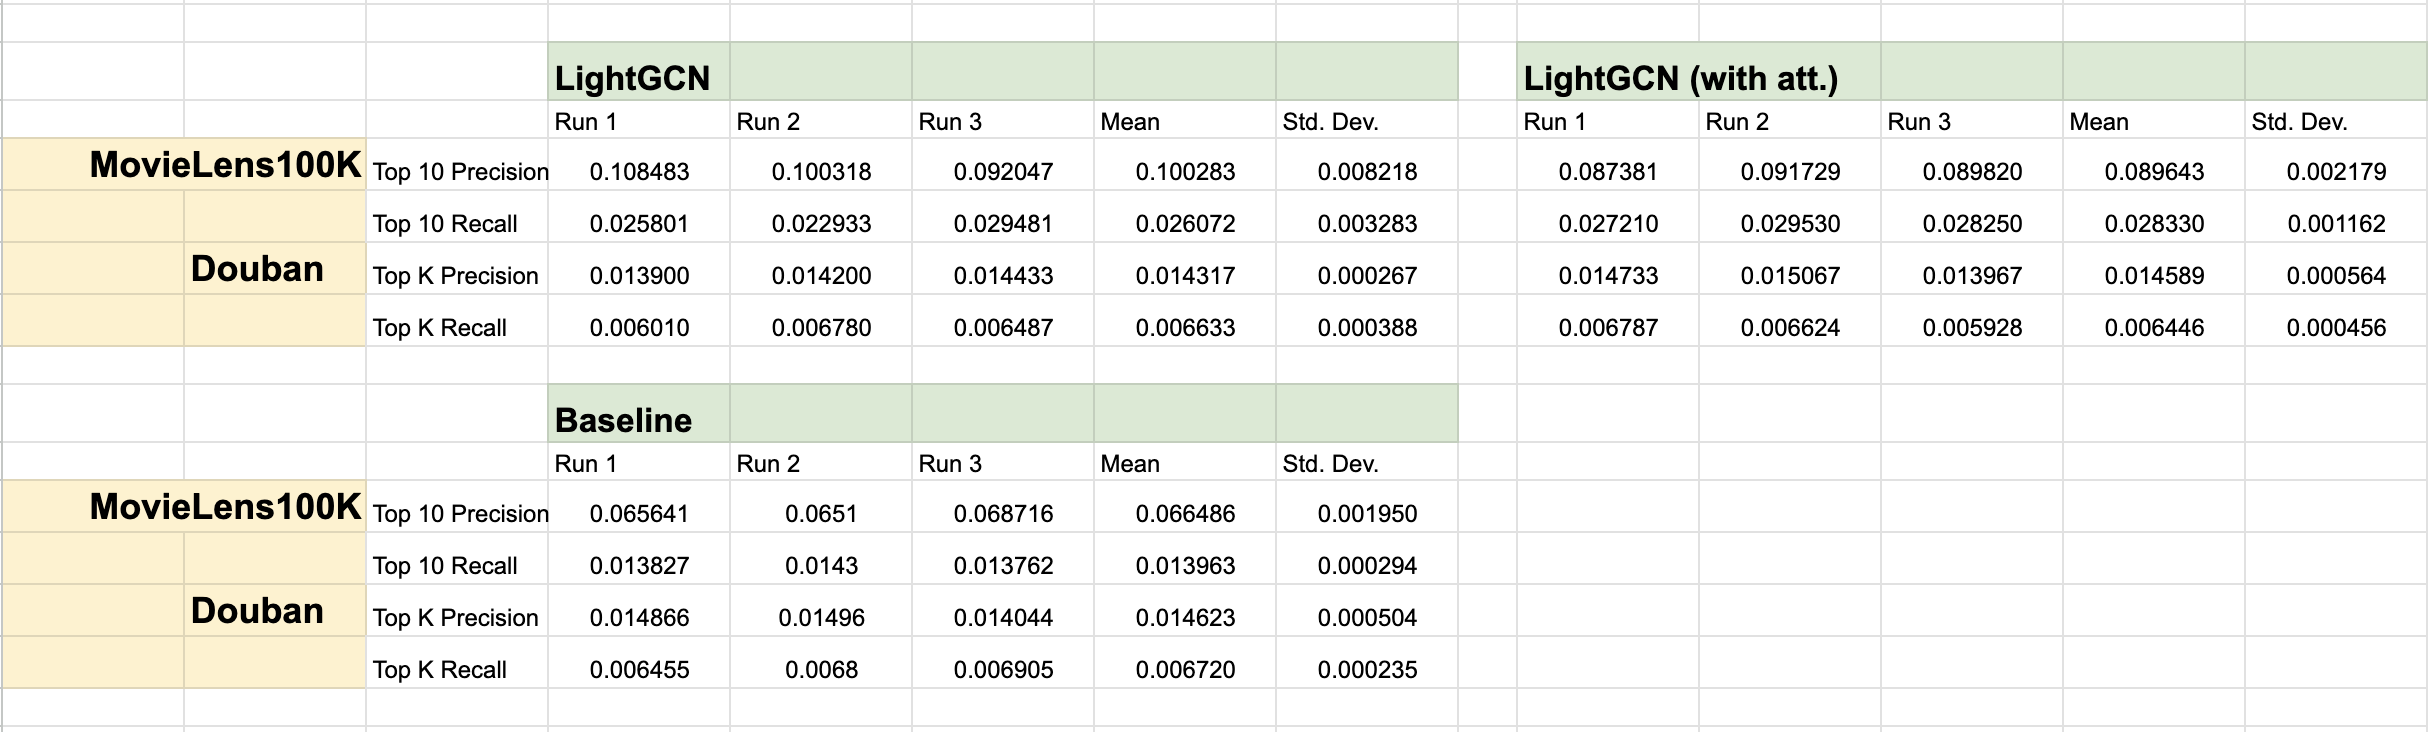 LightGCN LightGCN (with att.)
Run 1 Run 2 Run 3 Mean Std. Dev. Run 1 Run 2 Run 3 Mean Std. Dev.
MovieLens100K Top 10 Precision 0.108483 0.100318 0.092047 0.100283 0.008218 0.087381 0.091729 0.089820 0.089643 0.002179
Top 10 Recall 0.025801 0.022933 0.029481 0.026072 0.003283 0.027210 0.029530 0.028250 0.028330 0.001162
Douban Top K Precision 0.013900 0.014200 0.014433 0.014317 0.000267 0.014733 0.015067 0.013967 0.014589 0.000564
Top K Recall 0.006010 0.006780 0.006487 0.006633 0.000388 0.006787 0.006624 0.005928 0.006446 0.000456
Baseline
Run 1 Run 2 Run 3 Mean Std. Dev.
MovieLens100K Top 10 Precision 0.065641 0.0651 0.068716 0.066486 0.001950
Top 10 Recall 0.013827 0.0143 0.013762 0.013963 0.000294
Douban Top K Precision 0.014866 0.01496 0.014044 0.014623 0.000504
Top K Recall 0.006455 0.0068 0.006905 0.006720 0.000235